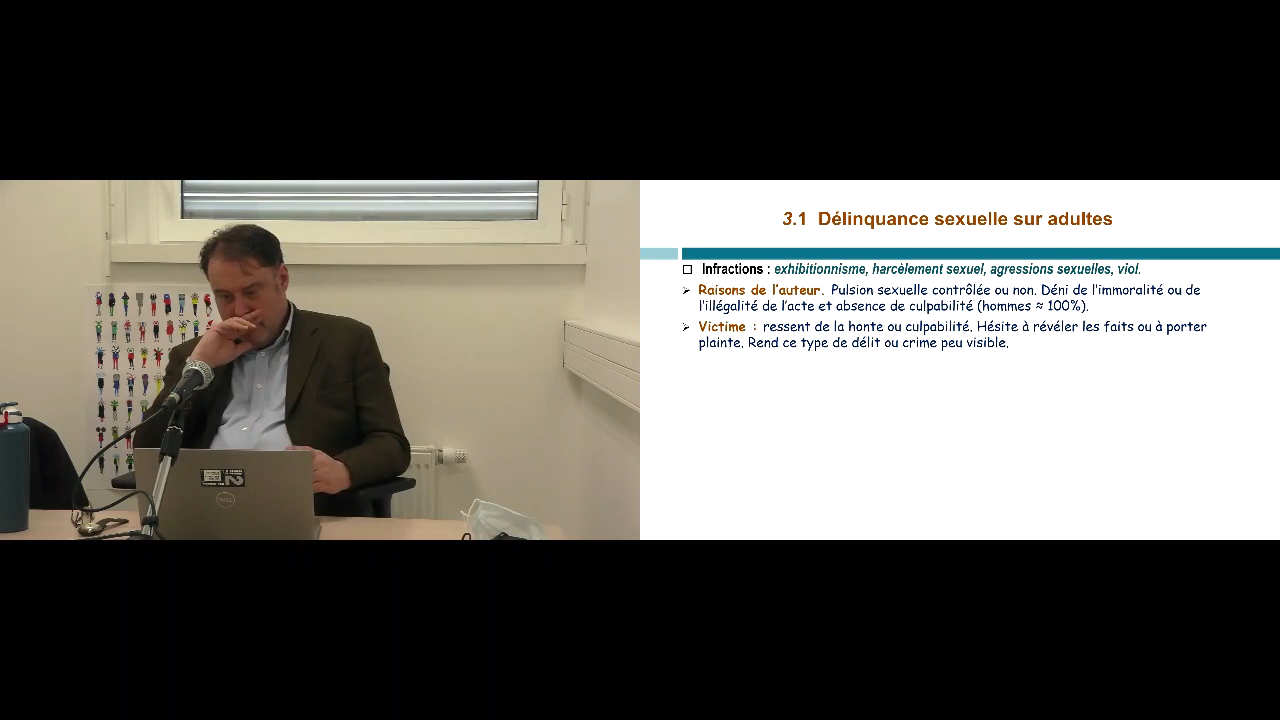 3.1 Délinquance sexuelle sur adultes
Infractions : exhibitionnisme, harcèlement sexuel, agressions sexuelles, viol.
Raisons de l'auteur. Pulsion sexuelle contrôlée ou non. Déni de l'immoralité ou de
l'illégalité de l'acte et absence de culpabilité (hommes ≈ 100%).
Victime : ressent de la honte ou culpabilité. Hésite à révéler les faits ou à porter
plainte. Rend ce type de délit ou crime peu visible.
DELL